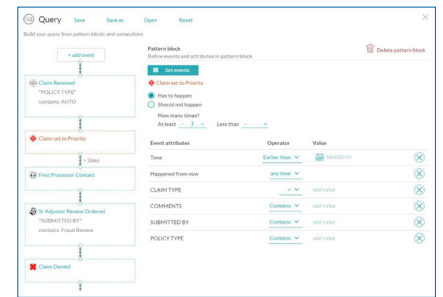 Query Save Save as Open Reset
Build your query from pattern blocks and connections
+ add event
Claim Received
"POLICY TYPE"
contains: AUTO
Claim set to Priority
First Processor Contact
Sr Adjuster Review Ordered
"SUBMITTED BY"
contains: Fraud Review
Claim Denied
Pattern block
Refine events and attributes in pattern block
Delete pattern block
Set events
Claim set to Priority
Has to happen
Should not happen
How many times?
At least 1 Less than -
Event attributes Operator Value
Time Earlier than MM/DD/YY
Happened from now any time
CLAIM TYPE = add value
COMMENTS Contains add value
SUBMITTED BY Contains add value
POLICY TYPE Contains add value